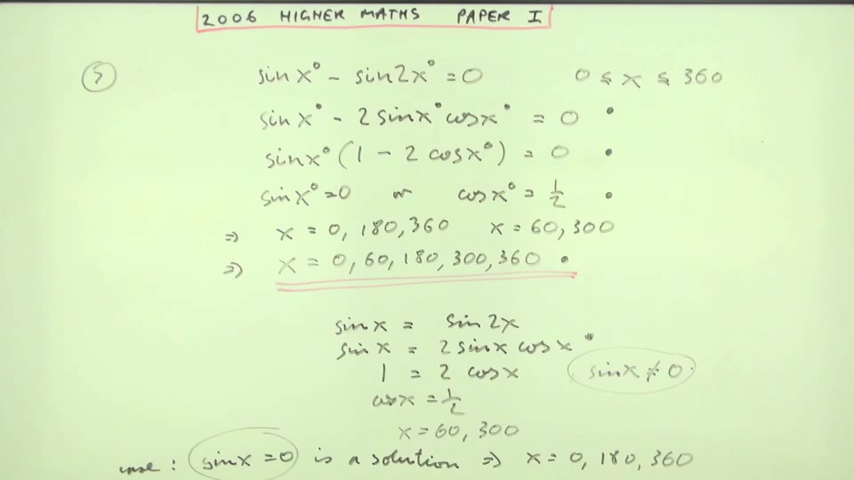 2006 HIGHER MATHS PAPER I
5 sin x° - sin 2x° = 0 0 ≤ x ≤ 360
sin x° - 2 sin x° cos x° = 0 •
sin x° (1 - 2 cos x°) = 0 •
sin x° = 0 or cos x° = 1/2 •
⇒ x = 0, 180, 360 x = 60, 300
⇒ x = 0, 60, 180, 300, 360 •
sin x = sin 2x
sin x = 2 sin x cos x •
1 = 2 cos x sin x ≠ 0.
cos x = 1/2
x = 60, 300
case : sin x = 0 is a solution ⇒ x = 0, 180, 360